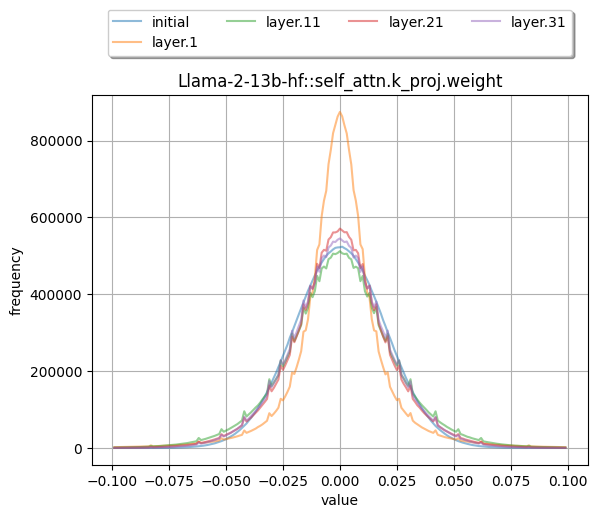 initial layer.11 layer.21 layer.31
layer.1
Llama-2-13b-hf::self_attn.k_proj.weight
800000
600000
400000
200000
0
frequency
−0.100 −0.075 −0.050 −0.025 0.000 0.025 0.050 0.075 0.100
value